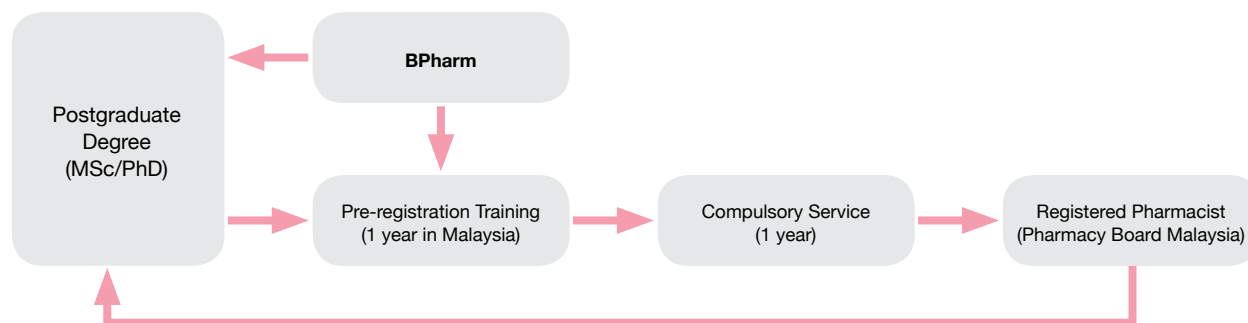 BPharm
Postgraduate
Degree
(MSc/PhD)
Pre-registration Training
(1 year in Malaysia)
Compulsory Service
(1 year)
Registered Pharmacist
(Pharmacy Board Malaysia)